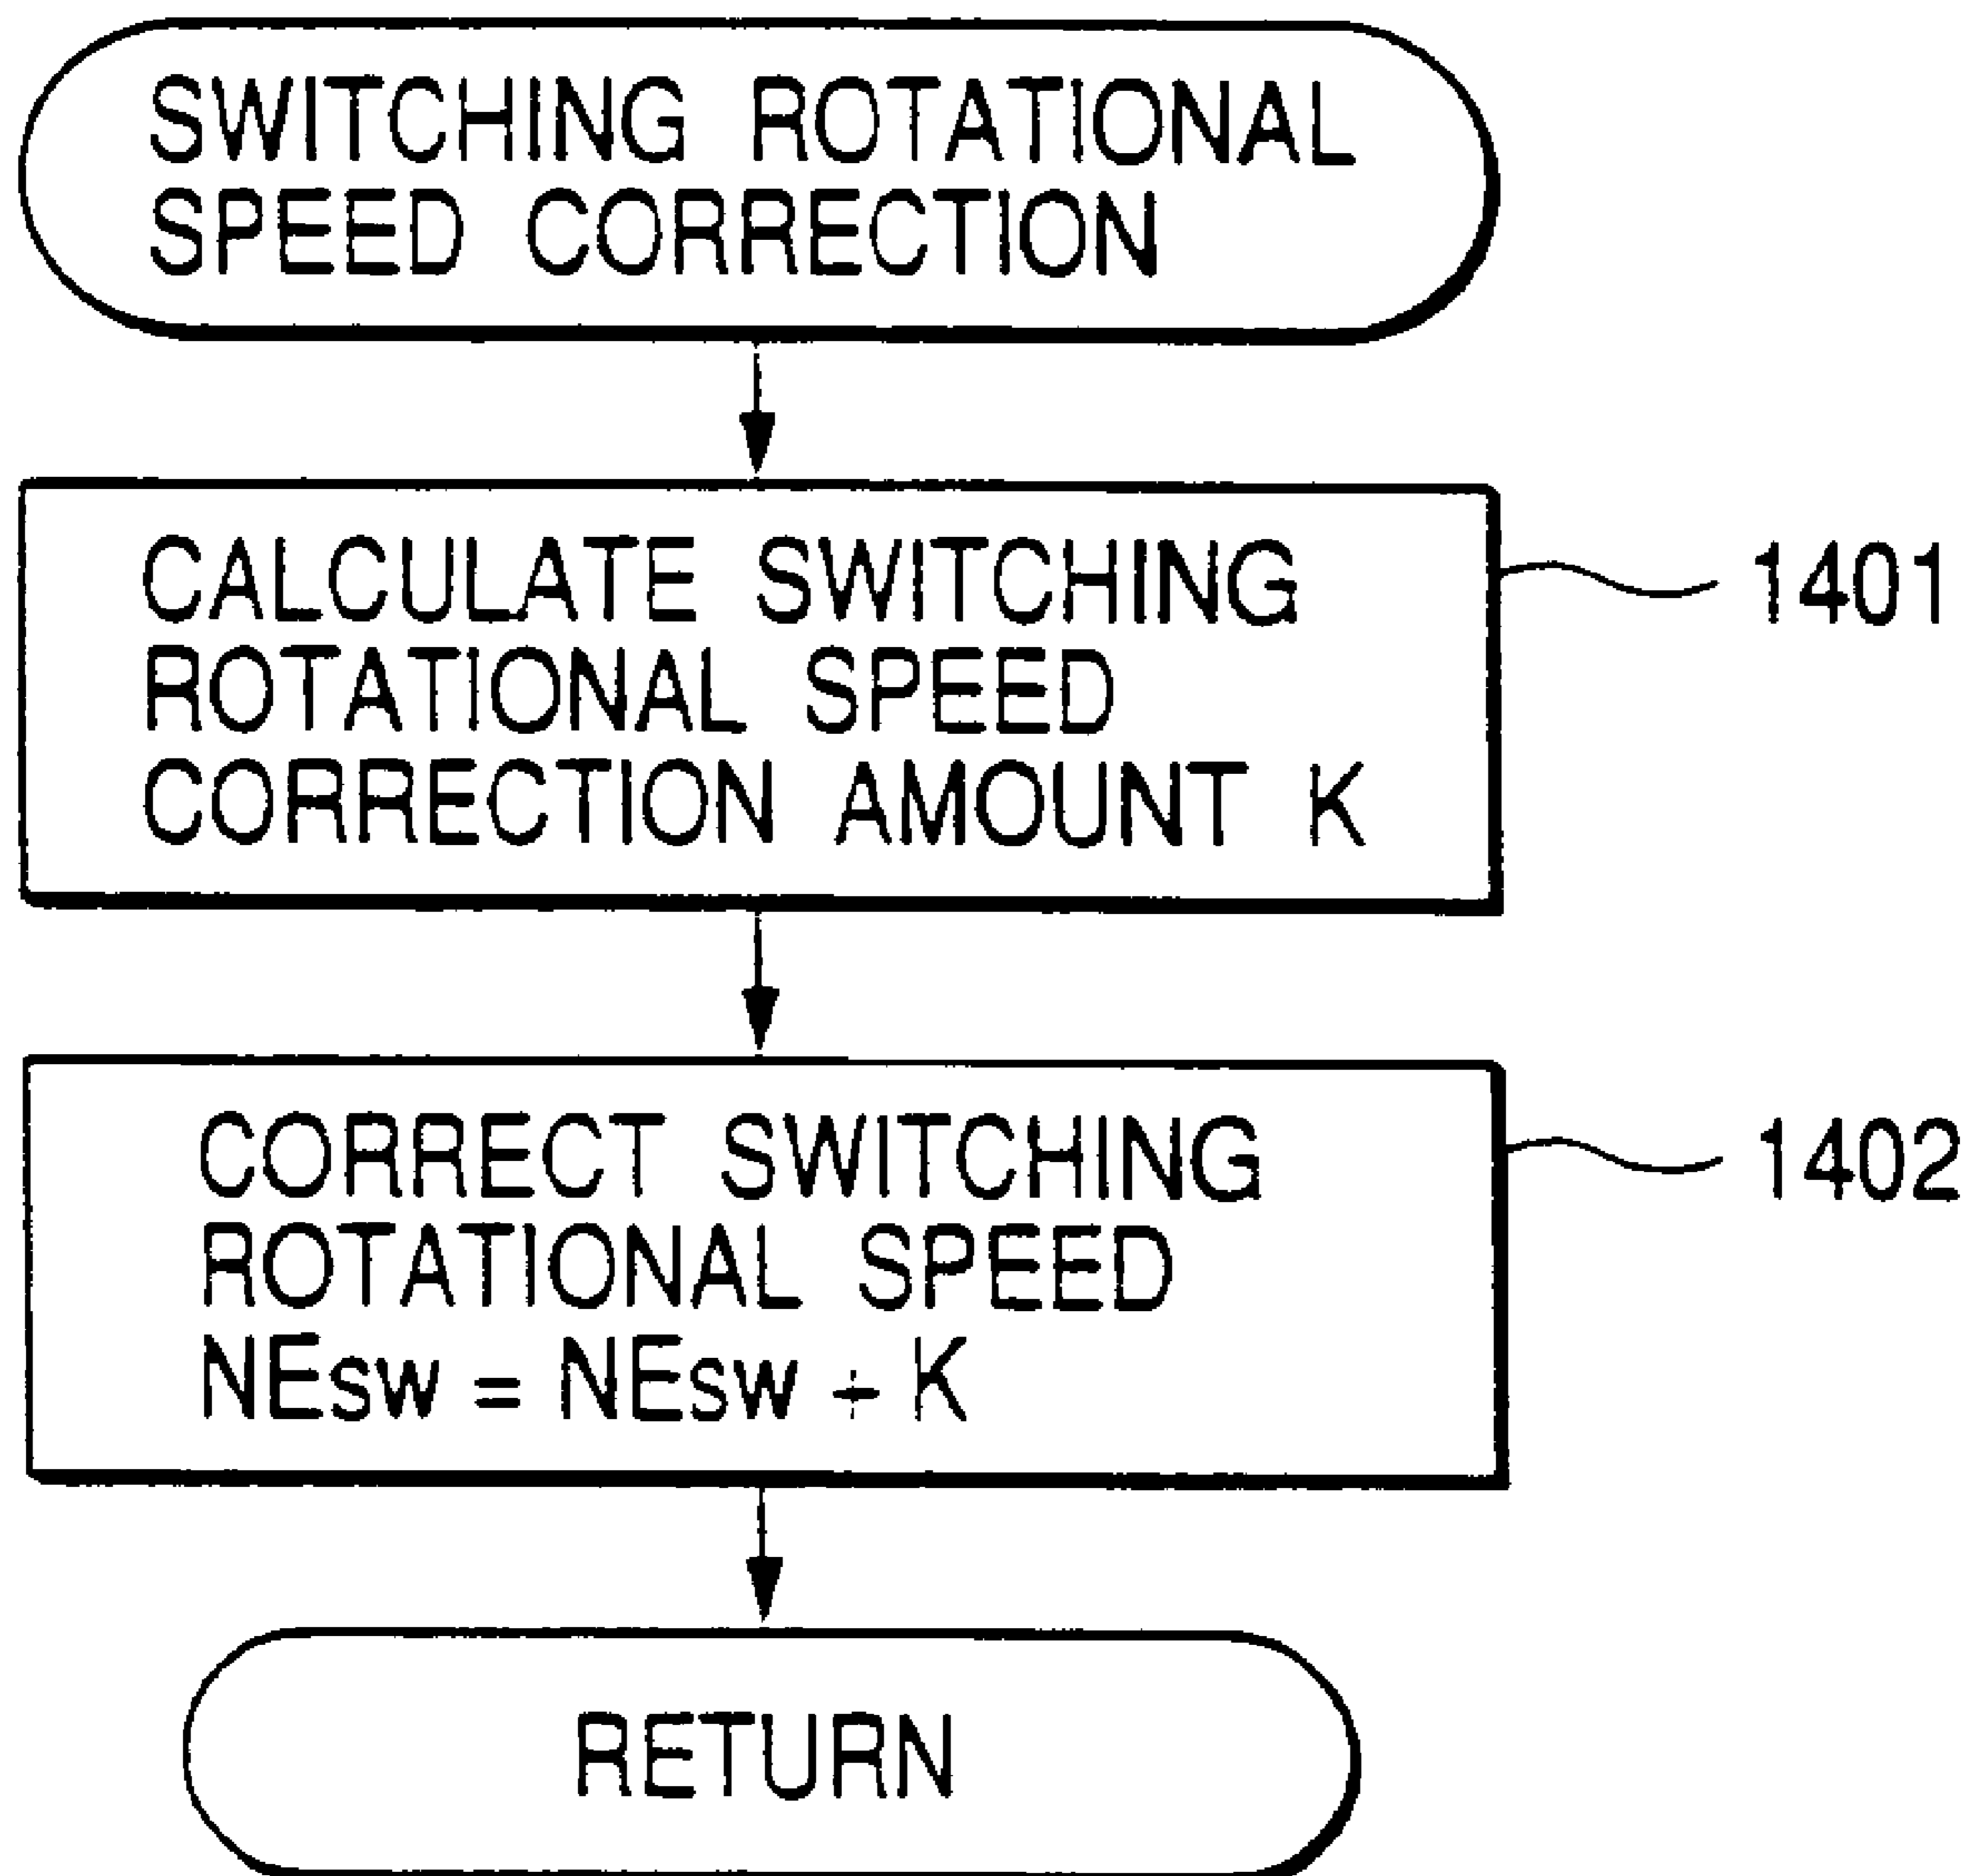 SWITCHING ROTATIONAL
SPEED CORRECTION
CALCULATE SWITCHING
ROTATIONAL SPEED
CORRECTION AMOUNT K
1401
CORRECT SWITCHING
ROTATIONAL SPEED
NEsw = NEsw + K
1402
RETURN